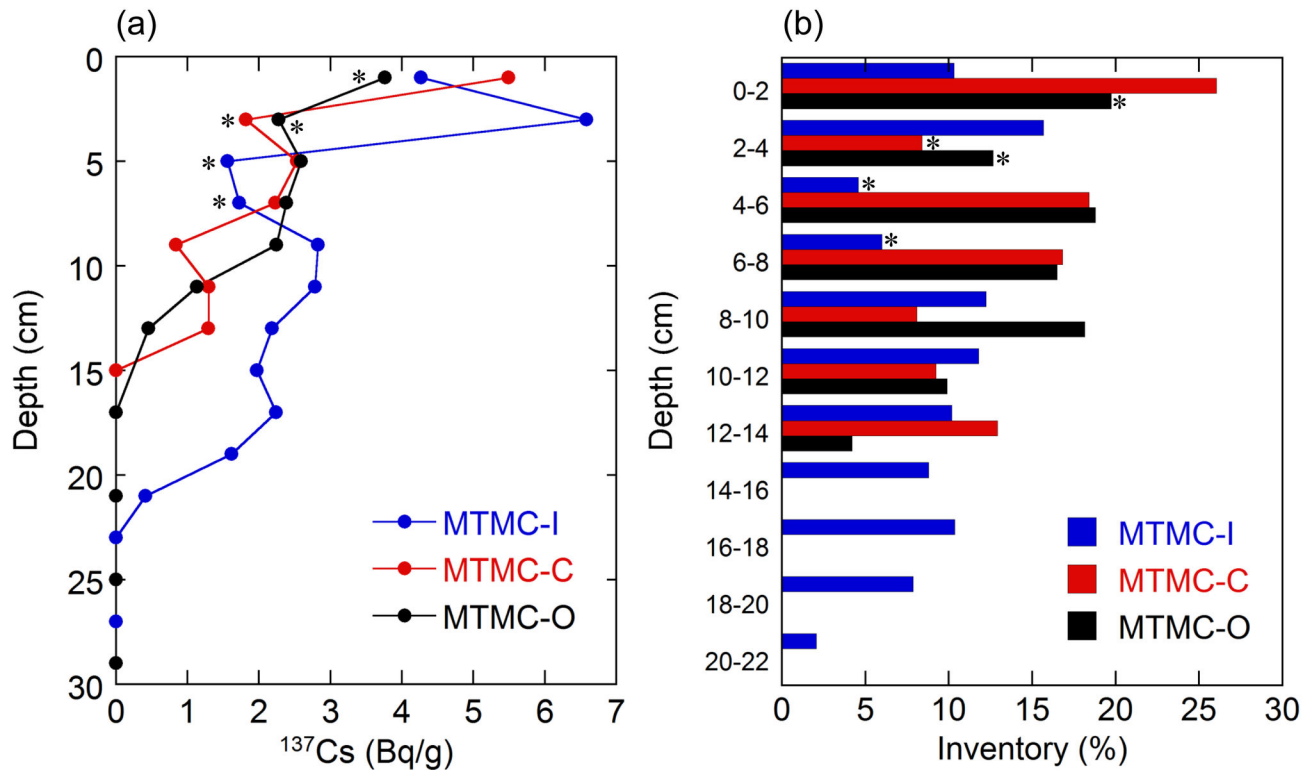 (a)
0
5
10
15
20
25
30
Depth (cm)
*
*
*
*
*
MTMC-I
MTMC-C
MTMC-O
0 1 2 3 4 5 6 7
¹³⁷Cs (Bq/g)
(b)
Depth (cm)
0-2
*
2-4
*
*
4-6
*
6-8
*
8-10
10-12
12-14
14-16
16-18
18-20
20-22
MTMC-I
MTMC-C
MTMC-O
0 5 10 15 20 25 30
Inventory (%)